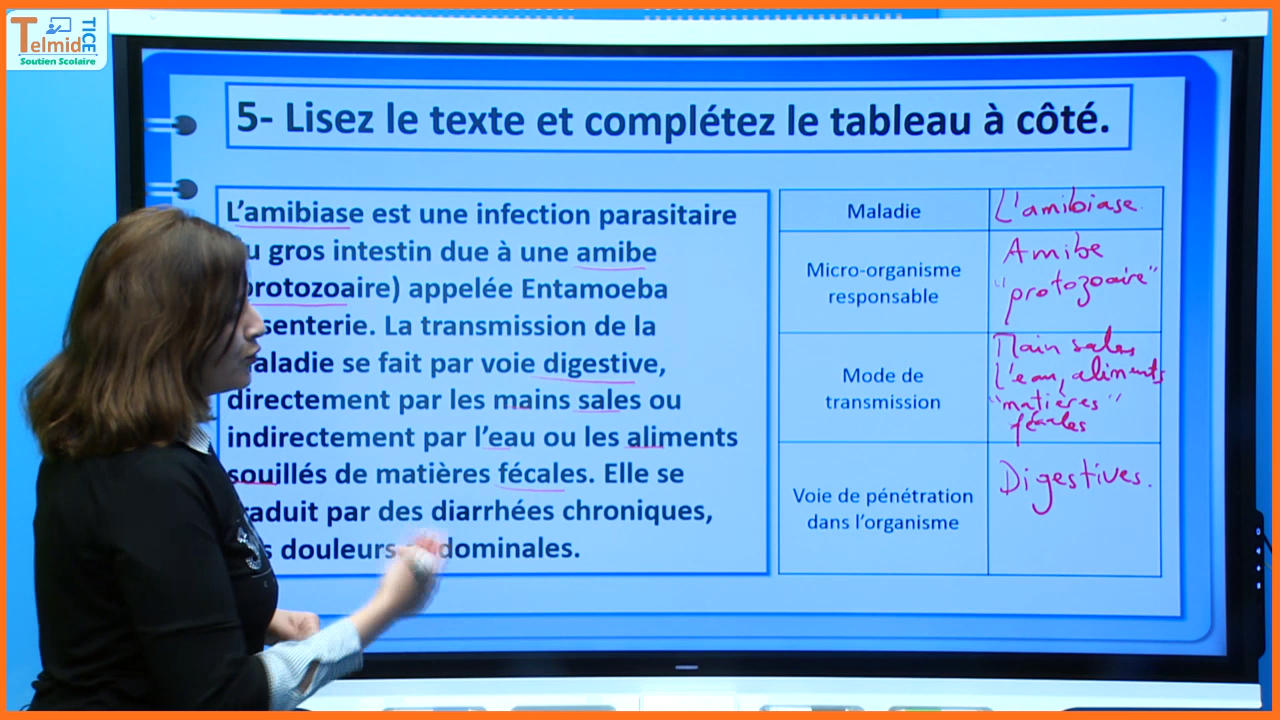 Telmid TICE
Soutien Scolaire
5- Lisez le texte et complétez le tableau à côté.
L'amibiase est une infection parasitaire
u gros intestin due à une amibe
protozoaire) appelée Entamoeba
senterie. La transmission de la
aladie se fait par voie digestive,
directement par les mains sales ou
indirectement par l'eau ou les aliments
souillés de matières fécales. Elle se
raduit par des diarrhées chroniques,
s douleurs abdominales.
Maladie
L'amibiase.
Micro-organisme
responsable
Amibe
"protozoaire"
Mode de
transmission
Main sales
L'eau, aliments
"matières"
fécales
Voie de pénétration
dans l'organisme
Digestives.